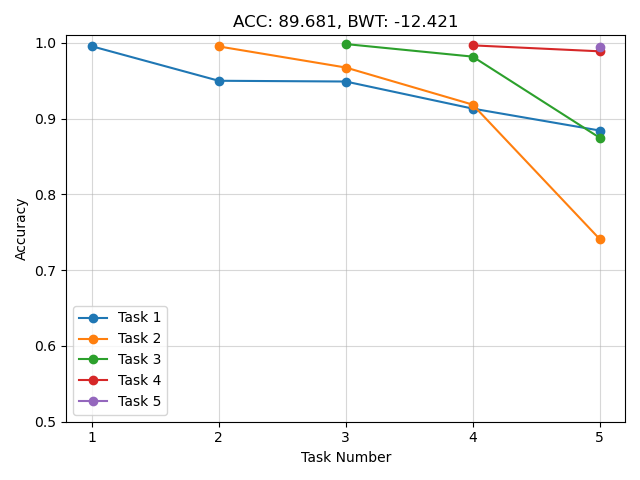 ACC: 89.681, BWT: -12.421
1.0
0.9
0.8
0.7
0.6
0.5
Accuracy
Task 1
Task 2
Task 3
Task 4
Task 5
1 2 3 4 5
Task Number